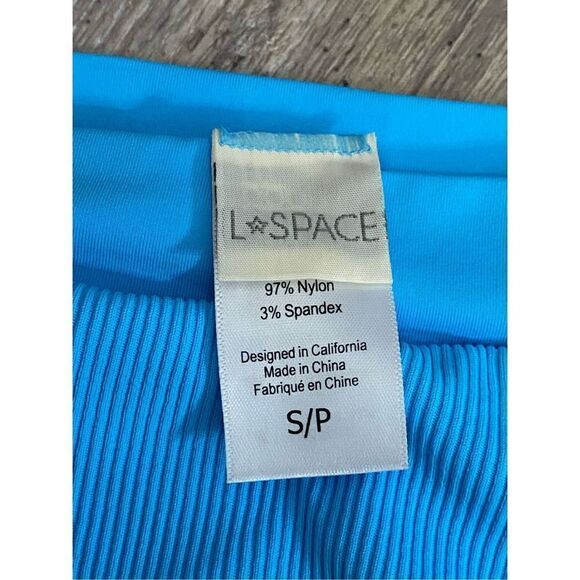 L☆SPACE
97% Nylon
3% Spandex
Designed in California
Made in China
Fabriqué en Chine
S/P